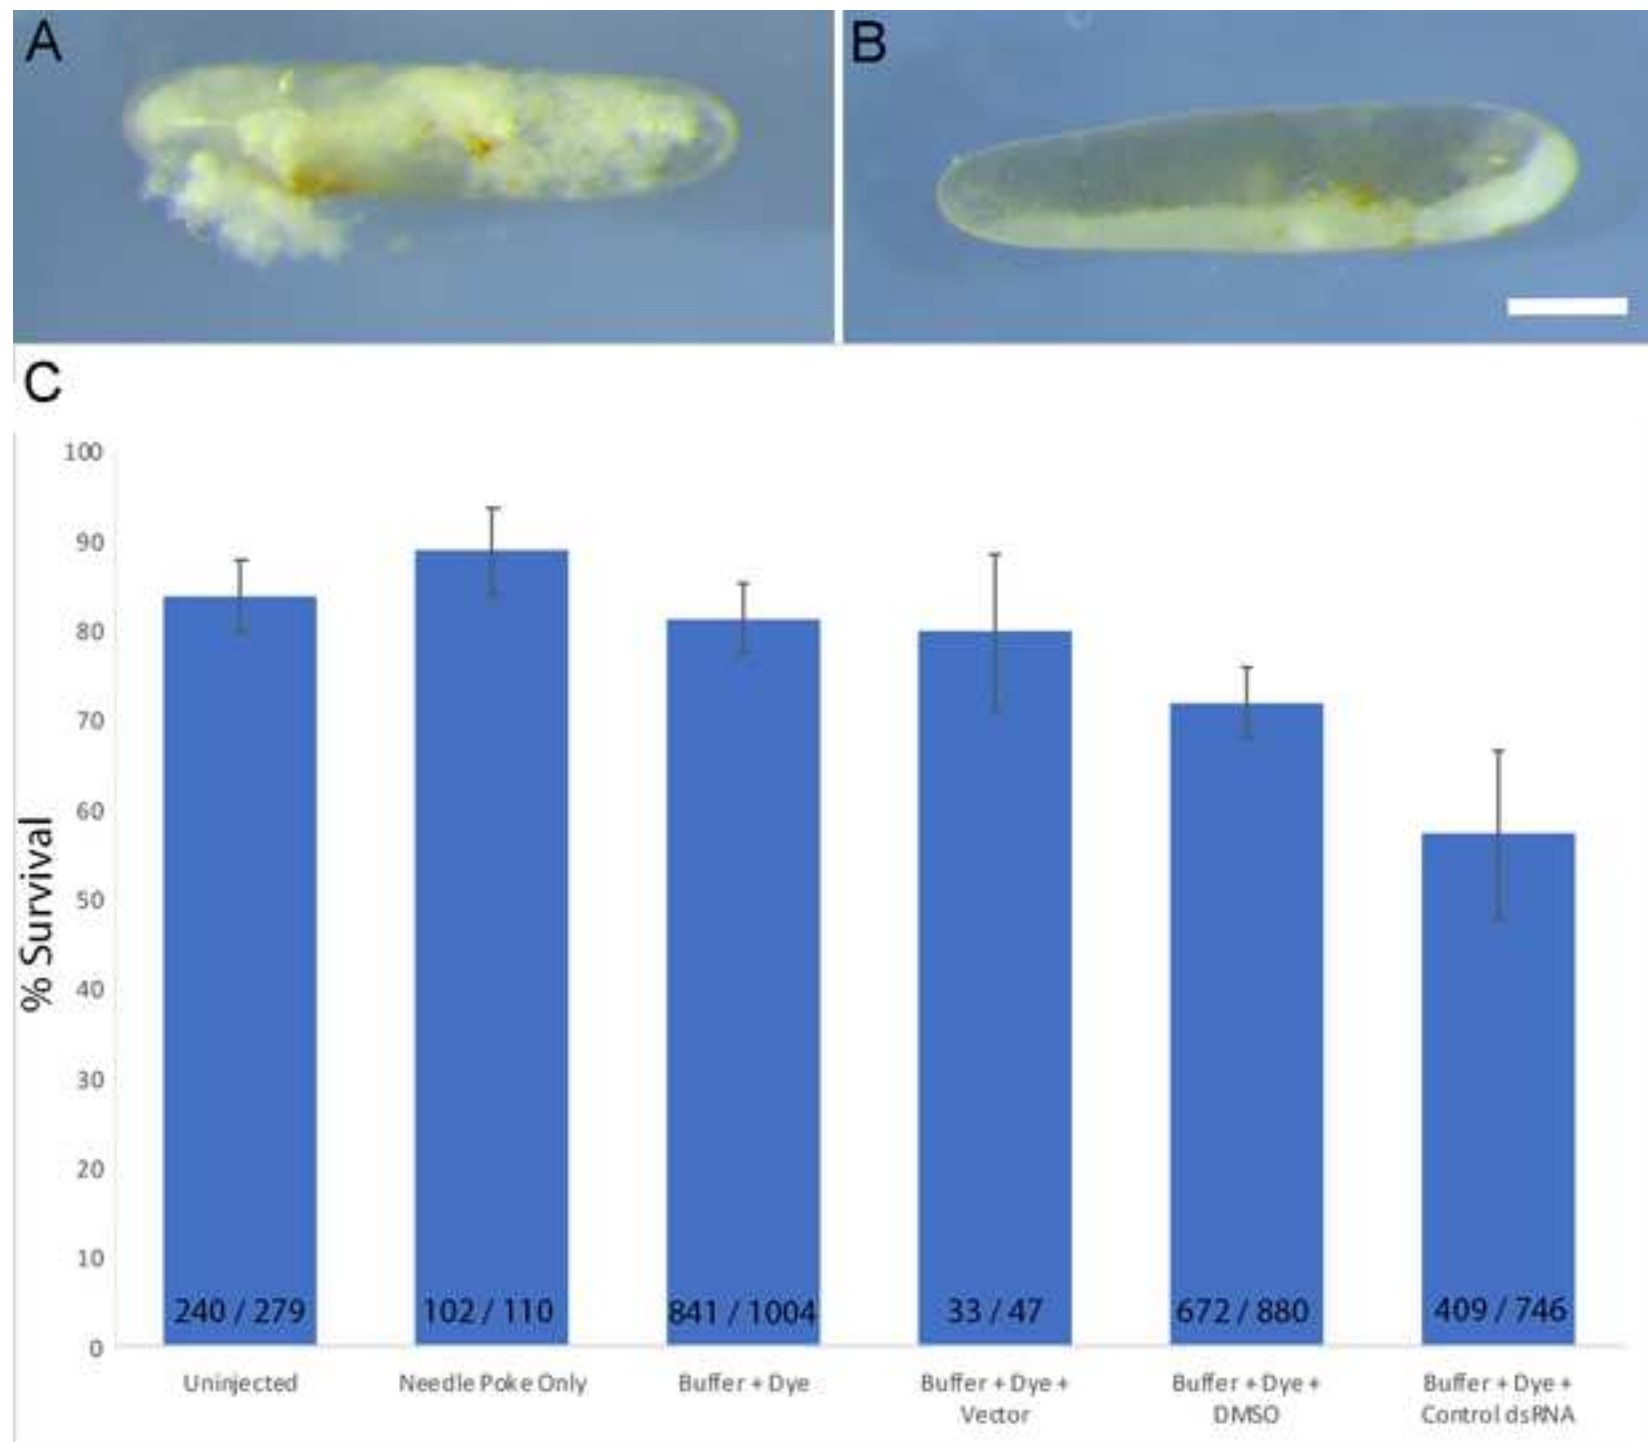 A
B
C
100
90
80
70
60
50
40
30
20
10
0
% Survival
240 / 279
102 / 110
841 / 1004
33 / 47
672 / 880
409 / 746
Uninjected
Needle Poke Only
Buffer + Dye
Buffer + Dye +
Vector
Buffer + Dye +
DMSO
Buffer + Dye +
Control dsRNA